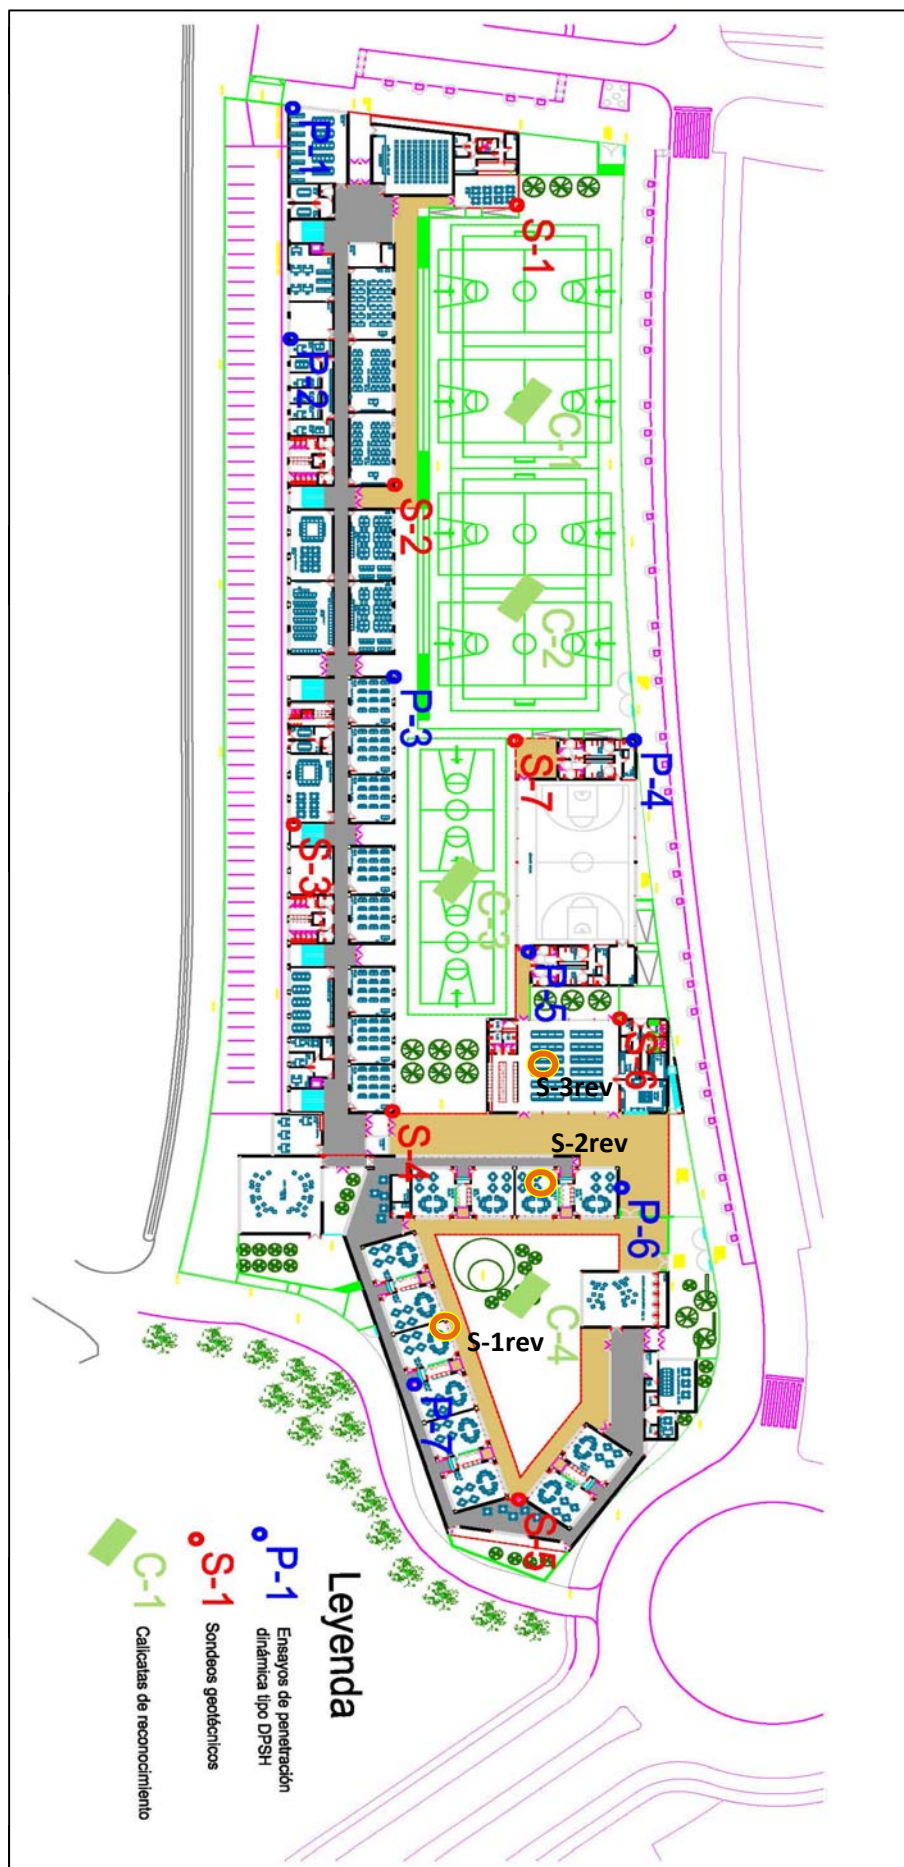 P-1
S-1
P-2
C-1
S-2
C-2
P-3
S-7
P-4
S-3
C-3
P-5
S-6
S-3rev
S-4
S-2rev
P-6
C-4
S-1rev
P-7
S-5
Leyenda
P-1
Ensayos de penetración
dinámica tipo DPSH
S-1
Sondeos geotécnicos
C-1
Calicatas de reconocimiento